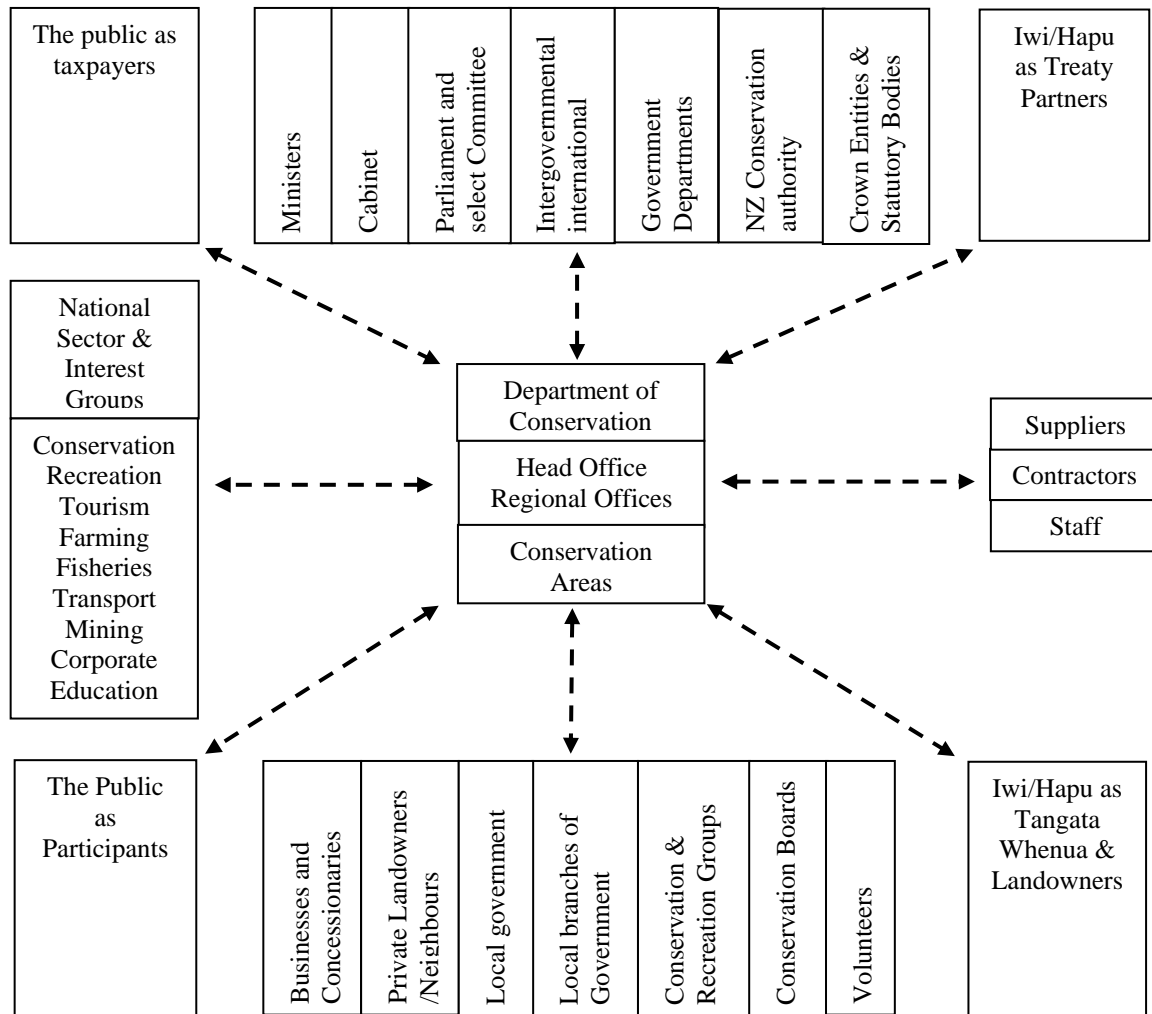 The public as
taxpayers
Ministers
Cabinet
Parliament and
select Committee
Intergovernmental
international
Government
Departments
NZ Conservation
authority
Crown Entities &
Statutory Bodies
Iwi/Hapu
as Treaty
Partners
National
Sector &
Interest
Groups
Conservation
Recreation
Tourism
Farming
Fisheries
Transport
Mining
Corporate
Education
Department of
Conservation
Head Office
Regional Offices
Conservation
Areas
Suppliers
Contractors
Staff
The Public
as
Participants
Businesses and
Concessionaries
Private Landowners
/Neighbours
Local government
Local branches of
Government
Conservation &
Recreation Groups
Conservation Boards
Volunteers
Iwi/Hapu as
Tangata
Whenua &
Landowners